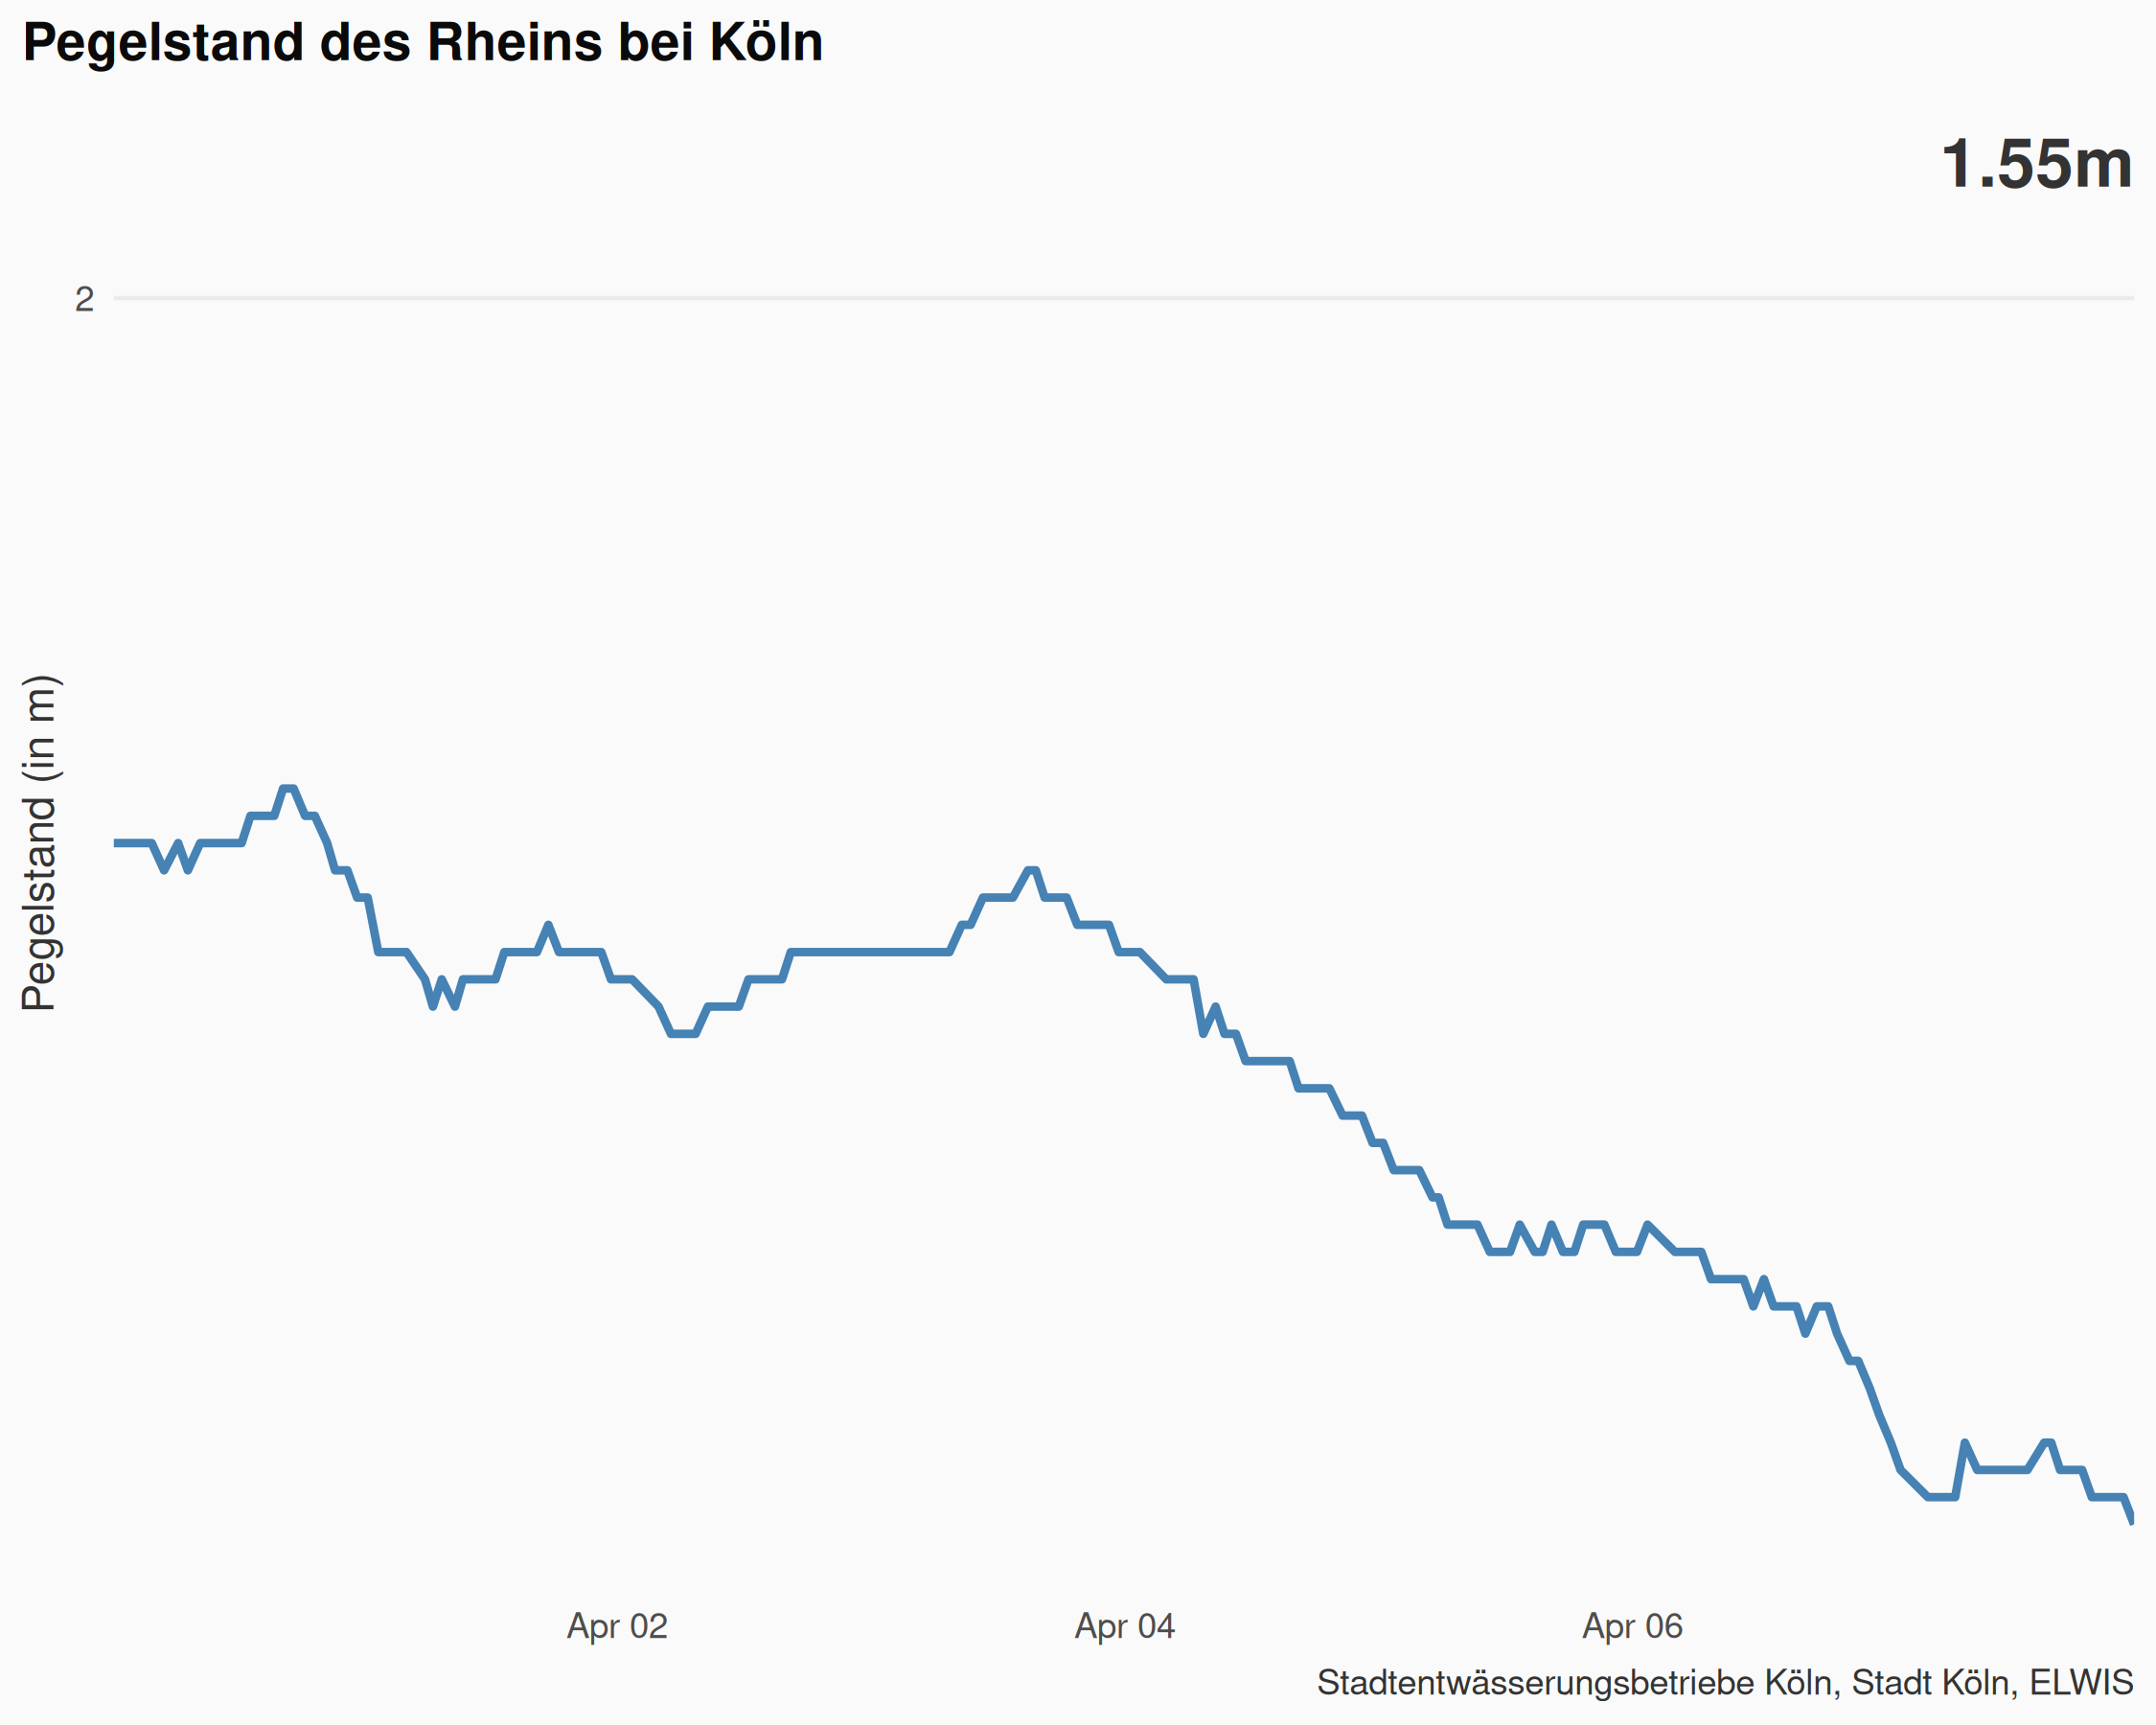 Pegelstand des Rheins bei Köln
1.55m
2
Pegelstand (in m)
Apr 02
Apr 04
Apr 06
Stadtentwässerungsbetriebe Köln, Stadt Köln, ELWIS